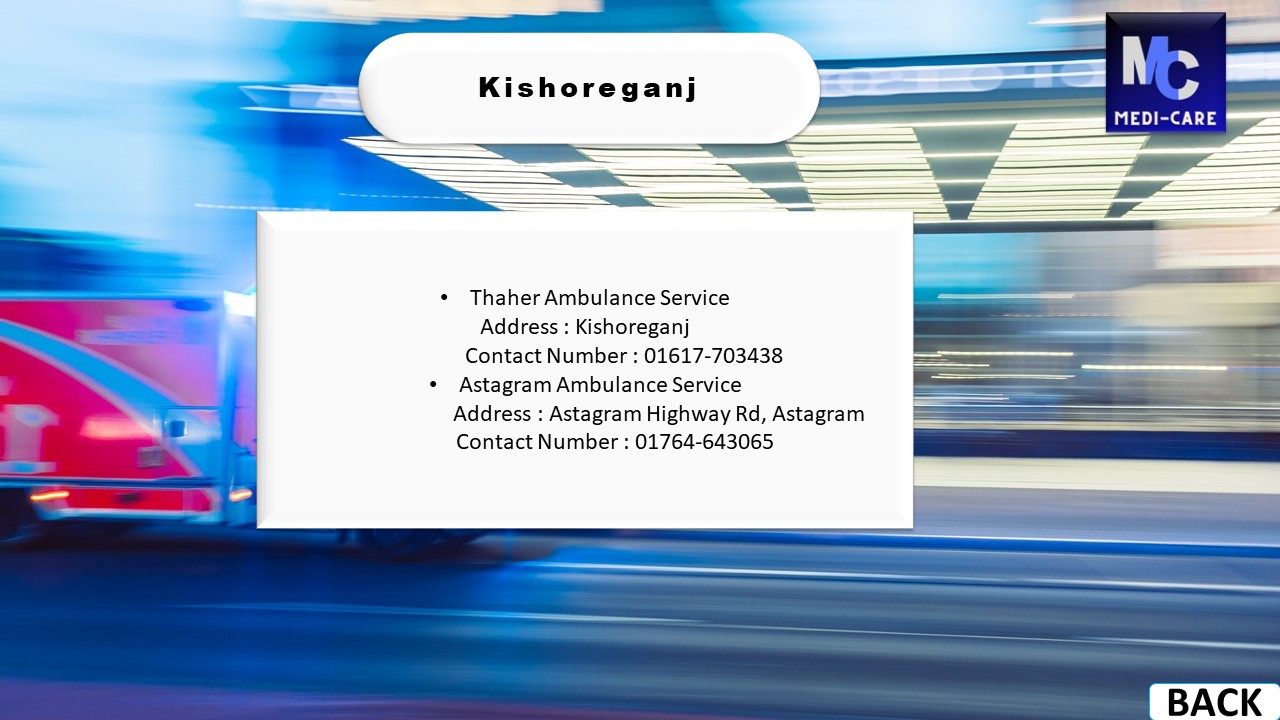 Kishoreganj
MC
MEDI-CARE
• Thaher Ambulance Service
Address : Kishoreganj
Contact Number : 01617-703438
• Astagram Ambulance Service
Address : Astagram Highway Rd, Astagram
Contact Number : 01764-643065
BACK